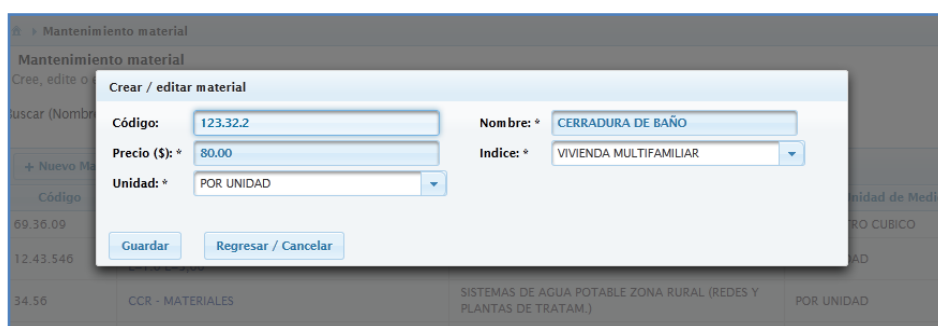 Mantenimiento material
Mantenimiento material
Cree, edite o
Buscar (Nombr
Crear / editar material
Código: 123.32.2 Nombre: * CERRADURA DE BAÑO
Precio ($): * 80.00 Indice: * VIVIENDA MULTIFAMILIAR
Unidad: * POR UNIDAD
Guardar Regresar / Cancelar
+ Nuevo Ma
Código Unidad de Medi
69.36.09 TRO CUBICO
12.43.546 DAD
34.56 CCR - MATERIALES SISTEMAS DE AGUA POTABLE ZONA RURAL (REDES Y PLANTAS DE TRATAM.) POR UNIDAD